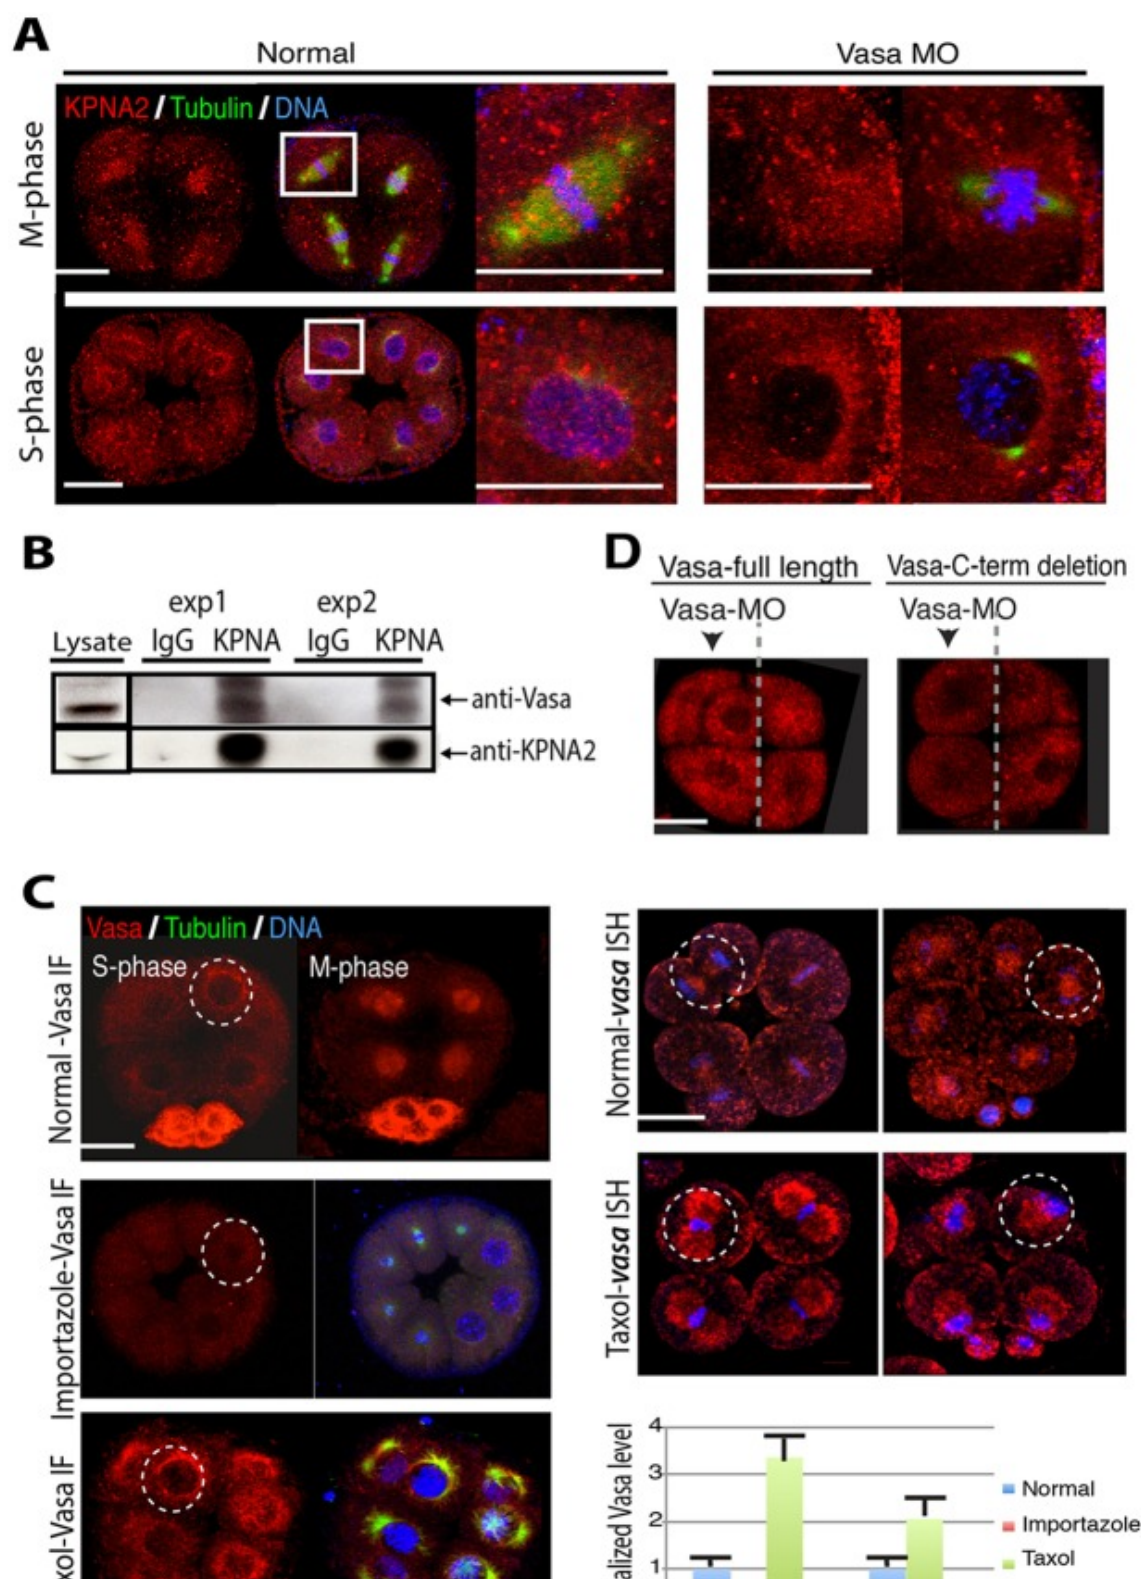 A
Normal
Vasa MO
KPNA2 / Tubulin / DNA
M-phase
S-phase
B
exp1 exp2
Lysate IgG KPNA IgG KPNA
anti-Vasa
anti-KPNA2
D
Vasa-full length
Vasa-C-term deletion
Vasa-MO
Vasa-MO
C
Vasa / Tubulin / DNA
S-phase
M-phase
Normal -Vasa IF
Importazole-Vasa IF
xol-Vasa IF
Normal-vasa ISH
Taxol-vasa ISH
alized Vasa level
4
3
2
1
Normal
Importazole
Taxol